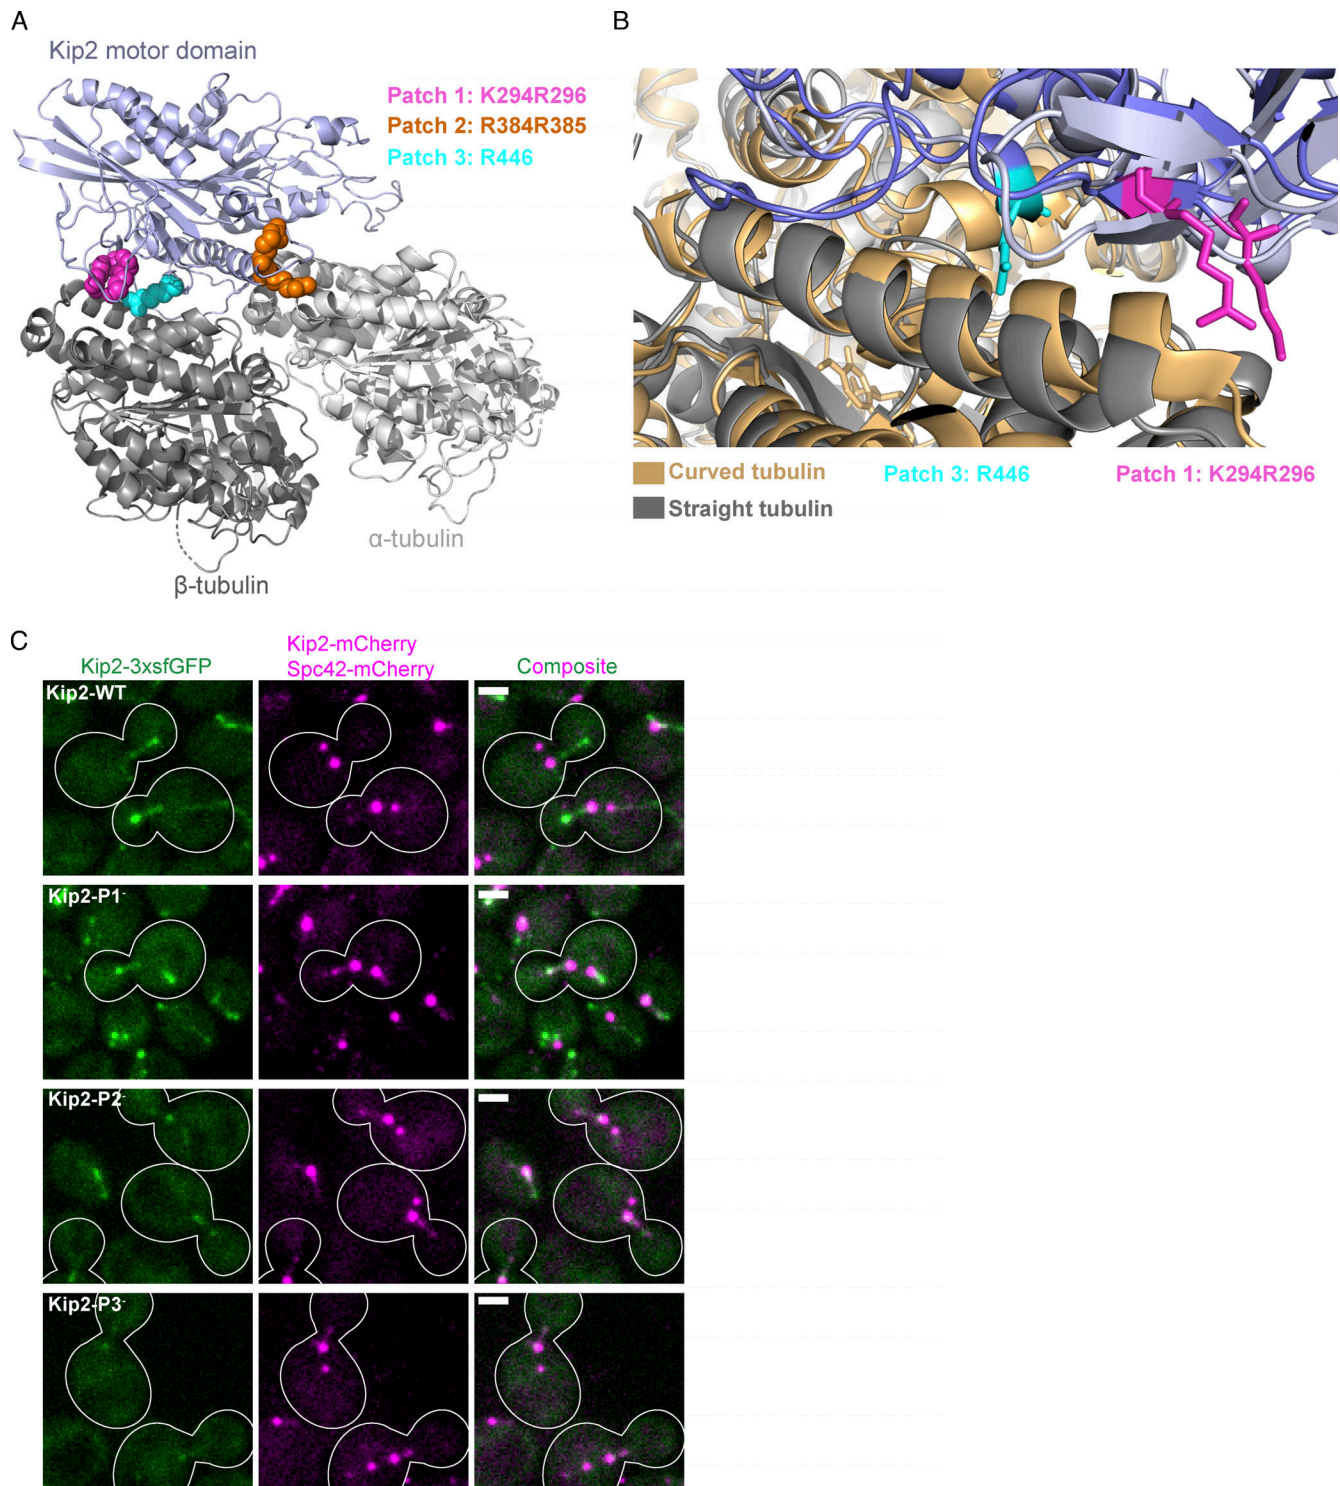 A
B
Kip2 motor domain
Patch 1: K294R296
Patch 2: R384R385
Patch 3: R446
α-tubulin
β-tubulin
Curved tubulin
Patch 3: R446
Patch 1: K294R296
Straight tubulin
C
Kip2-3xsfGFP
Kip2-mCherry
Spc42-mCherry
Composite
Kip2-WT
Kip2-P1⁻
Kip2-P2⁻
Kip2-P3⁻